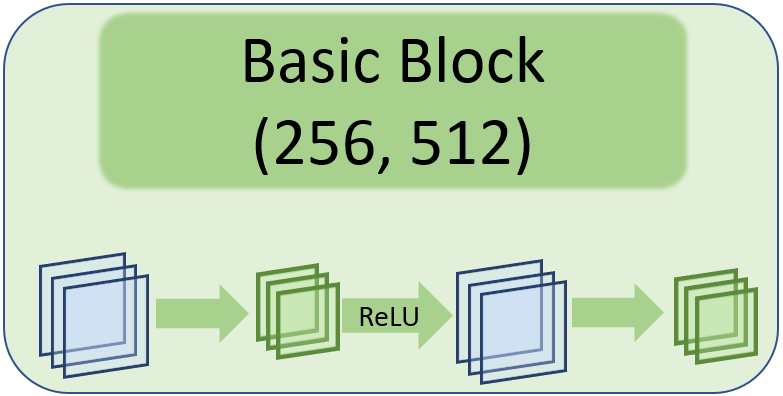 Basic Block
(256, 512)
ReLU